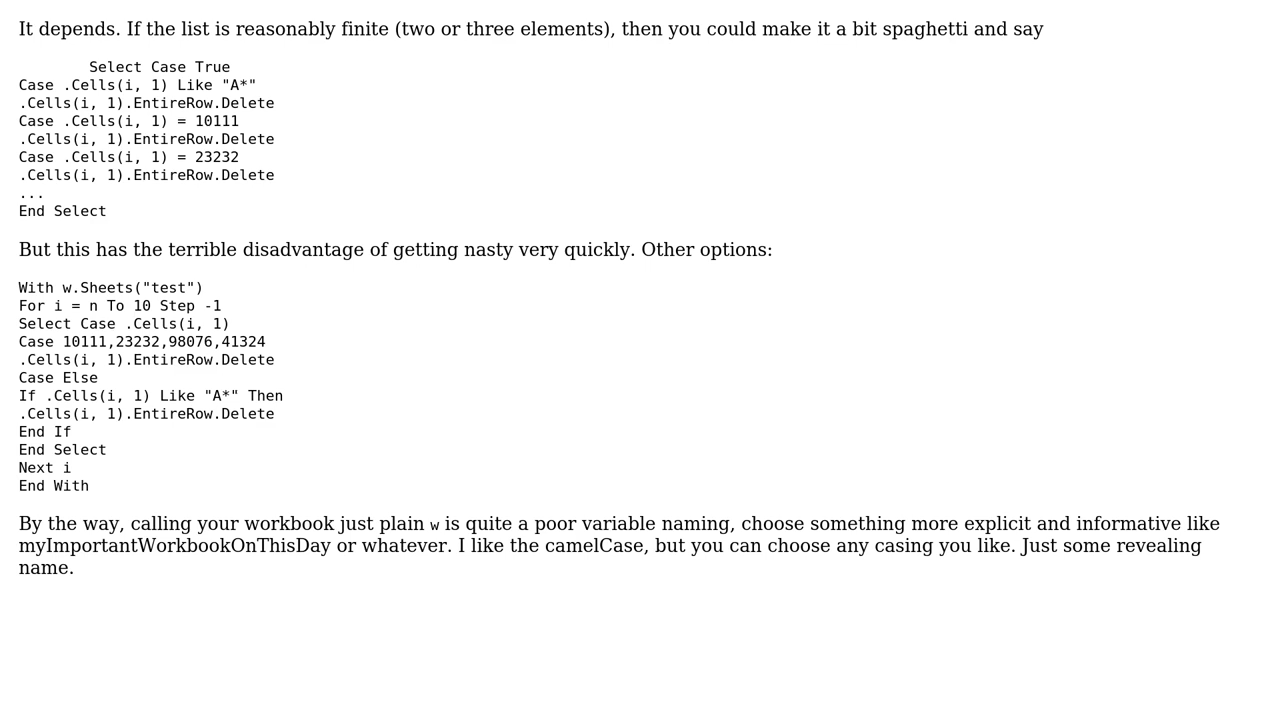 It depends. If the list is reasonably finite (two or three elements), then you could make it a bit spaghetti and say
Select Case True
Case .Cells(i, 1) Like "A*"
.Cells(i, 1).EntireRow.Delete
Case .Cells(i, 1) = 10111
.Cells(i, 1).EntireRow.Delete
Case .Cells(i, 1) = 23232
.Cells(i, 1).EntireRow.Delete
...
End Select
But this has the terrible disadvantage of getting nasty very quickly. Other options:
With w.Sheets("test")
For i = n To 10 Step -1
Select Case .Cells(i, 1)
Case 10111,23232,98076,41324
.Cells(i, 1).EntireRow.Delete
Case Else
If .Cells(i, 1) Like "A*" Then
.Cells(i, 1).EntireRow.Delete
End If
End Select
Next i
End With
By the way, calling your workbook just plain w is quite a poor variable naming, choose something more explicit and informative like
myImportantWorkbookOnThisDay or whatever. I like the camelCase, but you can choose any casing you like. Just some revealing
name.